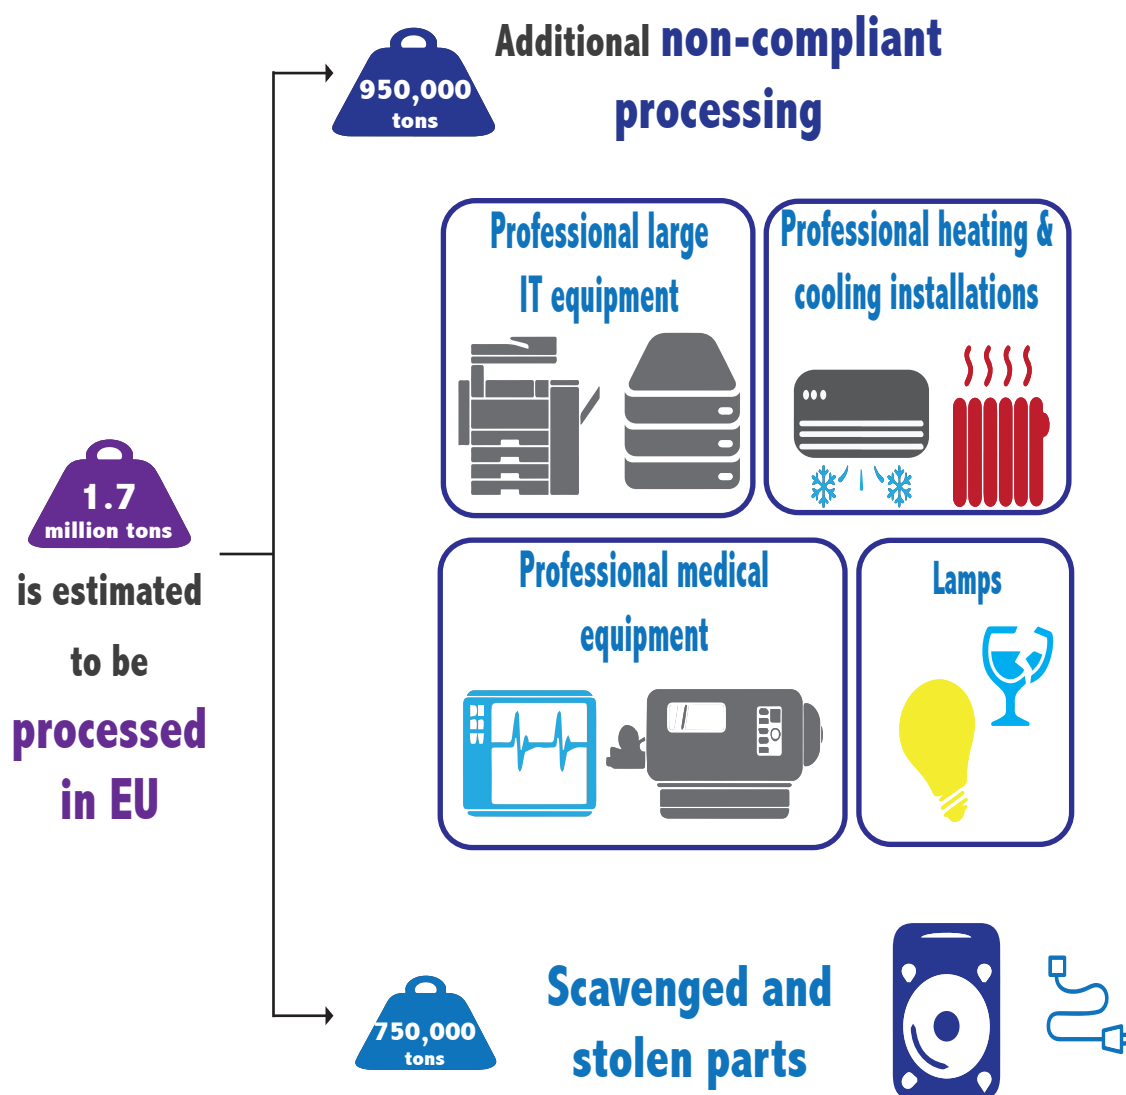 1.7
million tons
is estimated
to be
processed
in EU
950,000
tons
Additional non-compliant
processing
Professional large
IT equipment
Professional heating &
cooling installations
Professional medical
equipment
Lamps
750,000
tons
Scavenged and
stolen parts